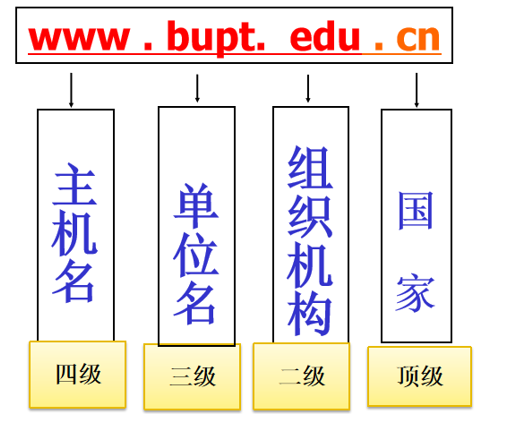 www . bupt. edu . cn
主机名
单位名
组织机构
国家
四级
三级
二级
顶级